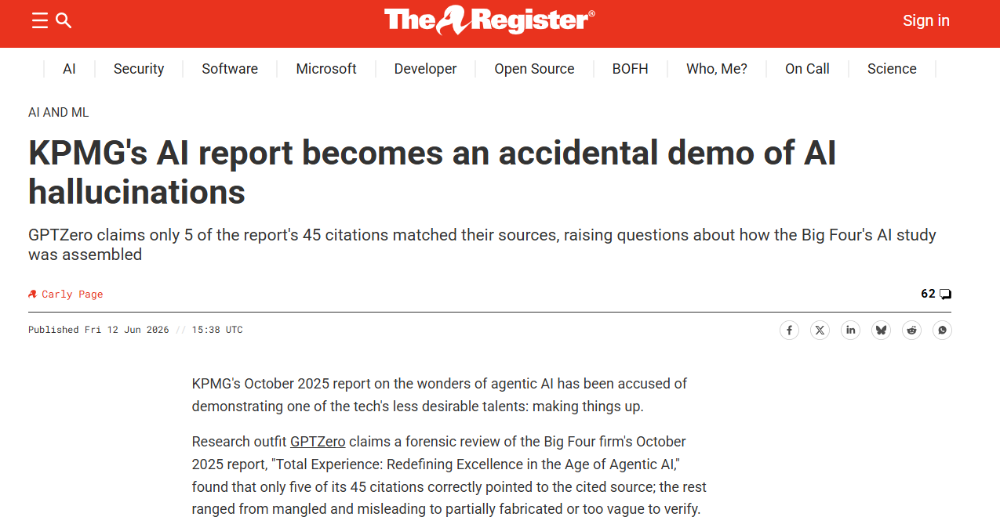 The Register®
Sign in
AI
Security
Software
Microsoft
Developer
Open Source
BOFH
Who, Me?
On Call
Science
AI AND ML
KPMG's AI report becomes an accidental demo of AI
hallucinations
GPTZero claims only 5 of the report's 45 citations matched their sources, raising questions about how the Big Four's AI study
was assembled
Carly Page
62
Published Fri 12 Jun 2026 // 15:38 UTC
KPMG's October 2025 report on the wonders of agentic AI has been accused of
demonstrating one of the tech's less desirable talents: making things up.
Research outfit GPTZero claims a forensic review of the Big Four firm's October
2025 report, "Total Experience: Redefining Excellence in the Age of Agentic AI,"
found that only five of its 45 citations correctly pointed to the cited source; the rest
ranged from mangled and misleading to partially fabricated or too vague to verify.